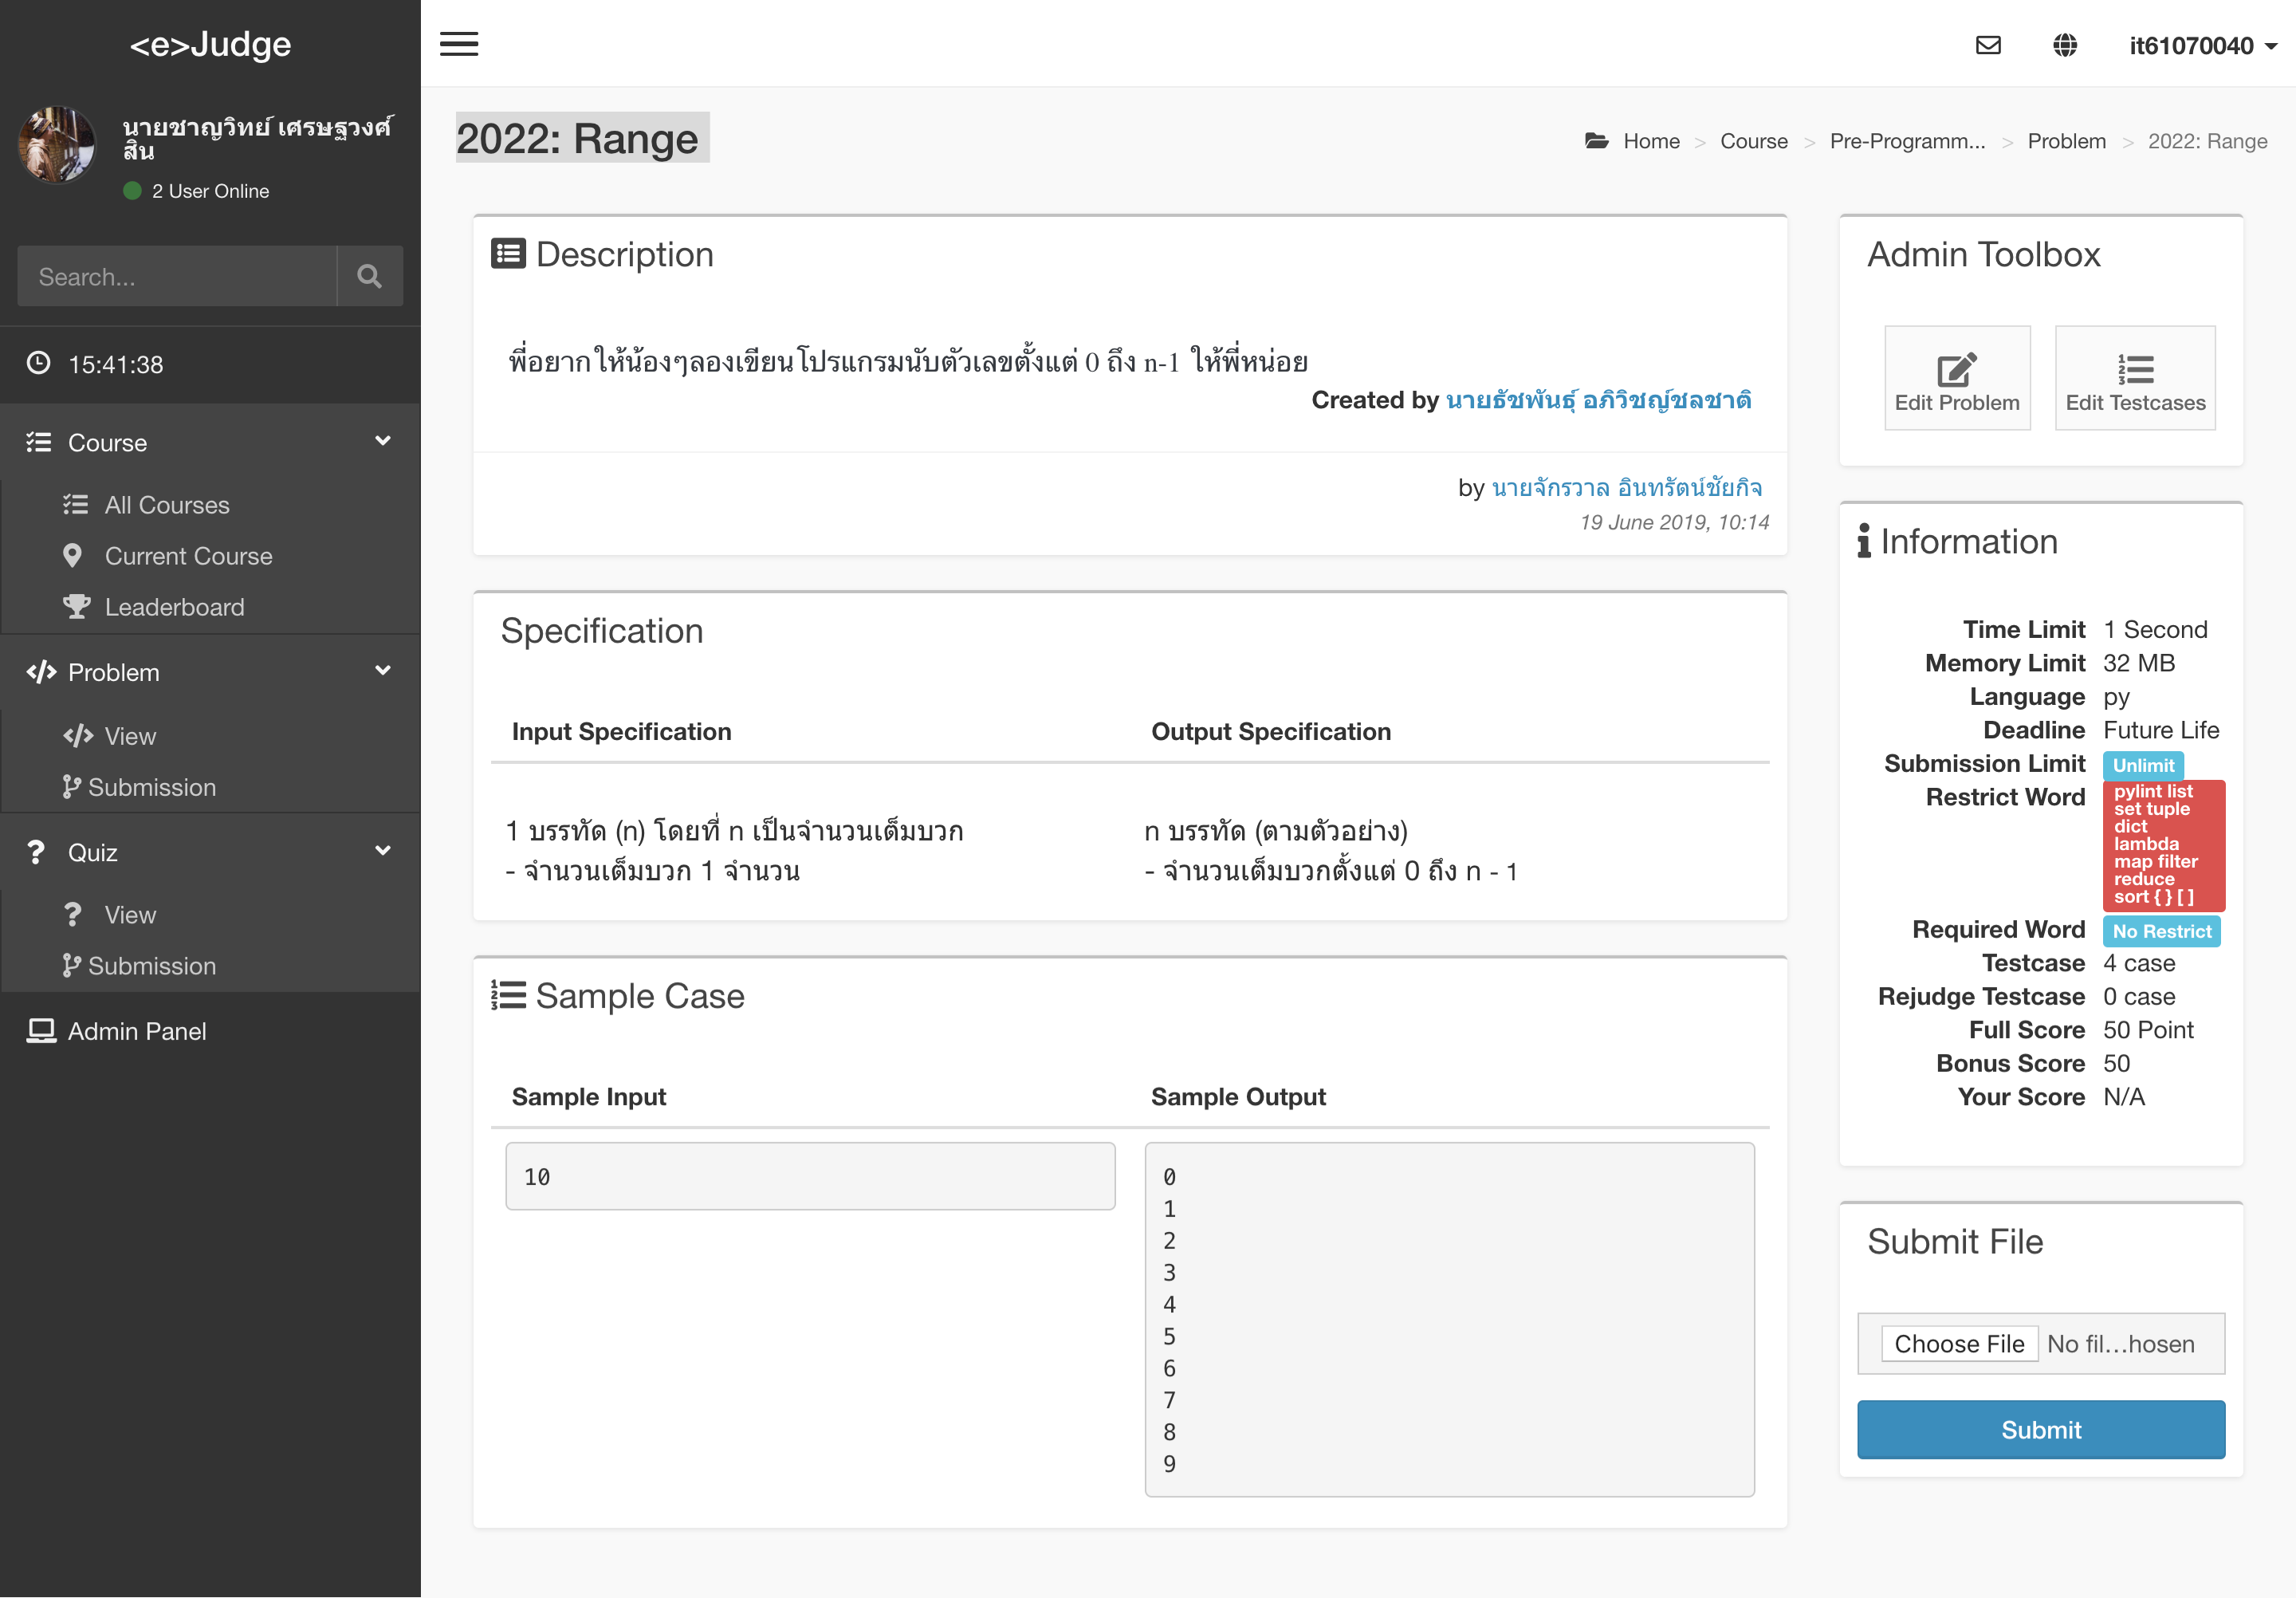 <e>Judge
นายชาญวิทย์ เศรษฐวงศ์
สิน
2 User Online
Search...
15:41:38
Course
All Courses
Current Course
Leaderboard
Problem
View
Submission
Quiz
View
Submission
Admin Panel
it61070040
2022: Range
Home > Course > Pre-Programm... > Problem > 2022: Range
Description
พี่อยากให้น้องๆลองเขียนโปรแกรมนับตัวเลขตั้งแต่ 0 ถึง n-1 ให้พี่หน่อย
Created by นายธัชพันธุ์ อภิวิชญ์ชลชาติ
by นายจักรวาล อินทรัตน์ชัยกิจ
19 June 2019, 10:14
Specification
Input Specification
Output Specification
1 บรรทัด (n) โดยที่ n เป็นจำนวนเต็มบวก
- จำนวนเต็มบวก 1 จำนวน
n บรรทัด (ตามตัวอย่าง)
- จำนวนเต็มบวกตั้งแต่ 0 ถึง n - 1
Sample Case
Sample Input
Sample Output
10
0
1
2
3
4
5
6
7
8
9
Admin Toolbox
Edit Problem
Edit Testcases
Information
Time Limit 1 Second
Memory Limit 32 MB
Language py
Deadline Future Life
Submission Limit Unlimit
Restrict Word pylint list
set tuple
dict
lambda
map filter
reduce
sort { } [ ]
Required Word No Restrict
Testcase 4 case
Rejudge Testcase 0 case
Full Score 50 Point
Bonus Score 50
Your Score N/A
Submit File
Choose File No fil...hosen
Submit